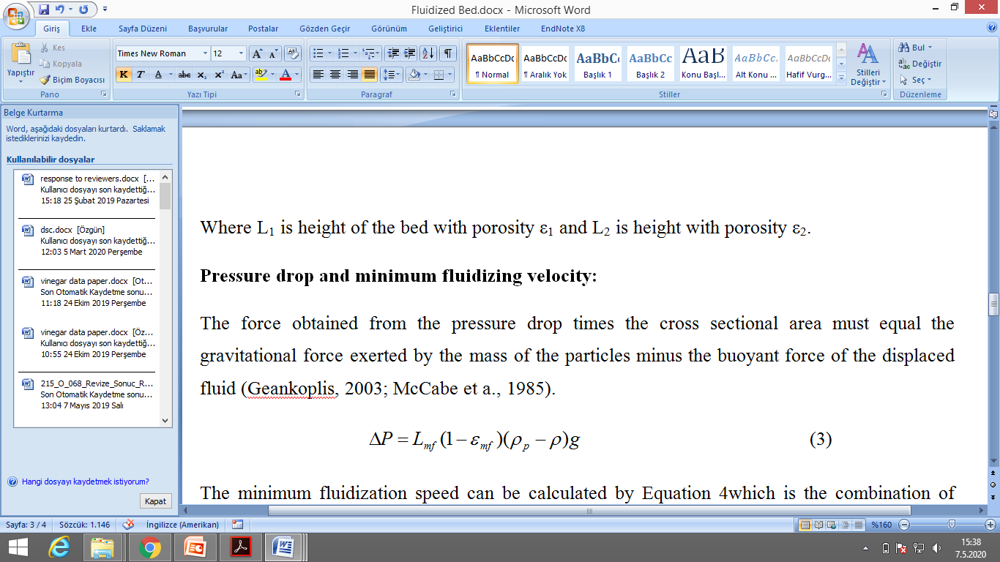 Fluidized Bed.docx - Microsoft Word
Giriş Ekle Sayfa Düzeni Başvurular Postalar Gözden Geçir Görünüm Geliştirici Eklentiler EndNote X8
Yapıştır
Kes
Kopyala
Biçim Boyacısı
Pano
Times New Roman 12
K T A abc x₂ x² Aa
Yazı Tipi
Paragraf
AaBbCcDc AaBbCcDc AaBbC AaBbCc AaB AaBbCc. AaBbCcDc
¶ Normal ¶ Aralık Yok Başlık 1 Başlık 2 Konu Başl... Alt Konu ... Hafif Vurg...
Stilleri
Değiştir
Stiller
Bul
Değiştir
Seç
Düzenleme
Belge Kurtarma
Word, aşağıdaki dosyaları kurtardı. Saklamak
istediklerinizi kaydedin.
Kullanılabilir dosyalar
response to reviewers.docx [...
Kullanıcı dosyayı son kaydettiğ...
15:18 25 Şubat 2019 Pazartesi
dsc.docx [Özgün]
Kullanıcı dosyayı son kaydettiğ...
12:03 5 Mart 2020 Perşembe
vinegar data paper.docx [Ot...
Son Otomatik Kaydetme sonu...
11:18 24 Ekim 2019 Perşembe
vinegar data paper.docx [Öz...
Kullanıcı dosyayı son kaydettiğ...
10:55 24 Ekim 2019 Perşembe
215_O_068_Revize_Sonuc_R...
Son Otomatik Kaydetme sonu...
13:04 7 Mayıs 2019 Salı
Hangi dosyayı kaydetmek istiyorum?
Kapat
Where L₁ is height of the bed with porosity ε₁ and L₂ is height with porosity ε₂.
Pressure drop and minimum fluidizing velocity:
The force obtained from the pressure drop times the cross sectional area must equal the
gravitational force exerted by the mass of the particles minus the buoyant force of the displaced
fluid (Geankoplis, 2003; McCabe et a., 1985).
ΔP = L_mf (1 − ε_mf)(ρ_p − ρ)g (3)
The minimum fluidization speed can be calculated by Equation 4which is the combination of
Sayfa: 3 / 4 Sözcük: 1.146 İngilizce (Amerikan) %160
15:38
7.5.2020